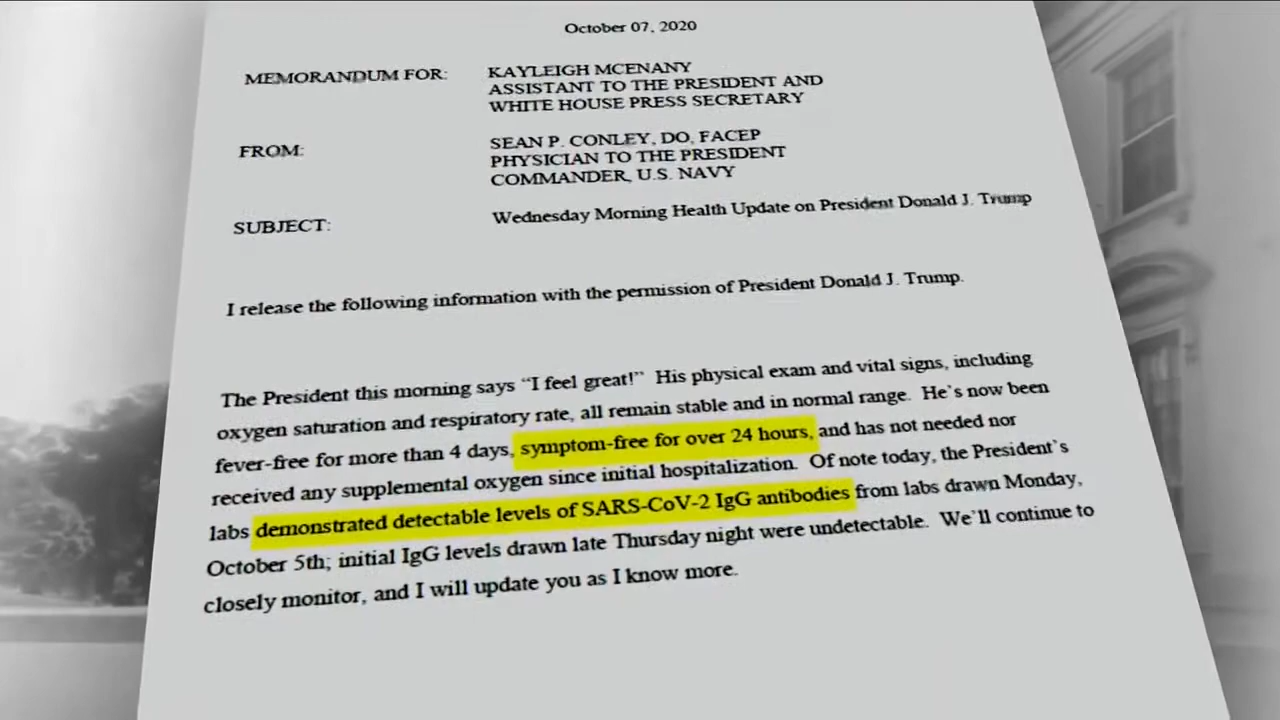 October 07, 2020
MEMORANDUM FOR: KAYLEIGH MCENANY
ASSISTANT TO THE PRESIDENT AND
WHITE HOUSE PRESS SECRETARY
FROM: SEAN P. CONLEY, DO, FACEP
PHYSICIAN TO THE PRESIDENT
COMMANDER, U.S. NAVY
SUBJECT: Wednesday Morning Health Update on President Donald J. Trump
I release the following information with the permission of President Donald J. Trump.
The President this morning says “I feel great!” His physical exam and vital signs, including
oxygen saturation and respiratory rate, all remain stable and in normal range. He’s now been
fever-free for more than 4 days, symptom-free for over 24 hours, and has not needed nor
received any supplemental oxygen since initial hospitalization. Of note today, the President’s
labs demonstrated detectable levels of SARS-CoV-2 IgG antibodies from labs drawn Monday,
October 5th; initial IgG levels drawn late Thursday night were undetectable. We’ll continue to
closely monitor, and I will update you as I know more.